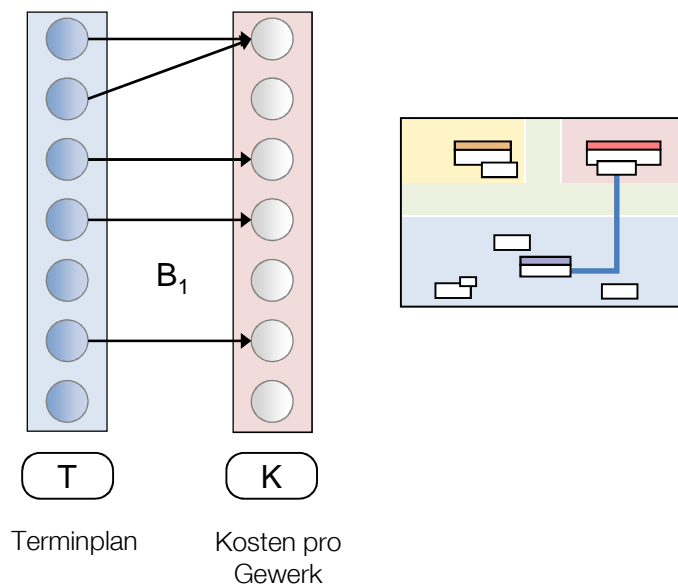 B₁
T
K
Terminplan
Kosten pro
Gewerk